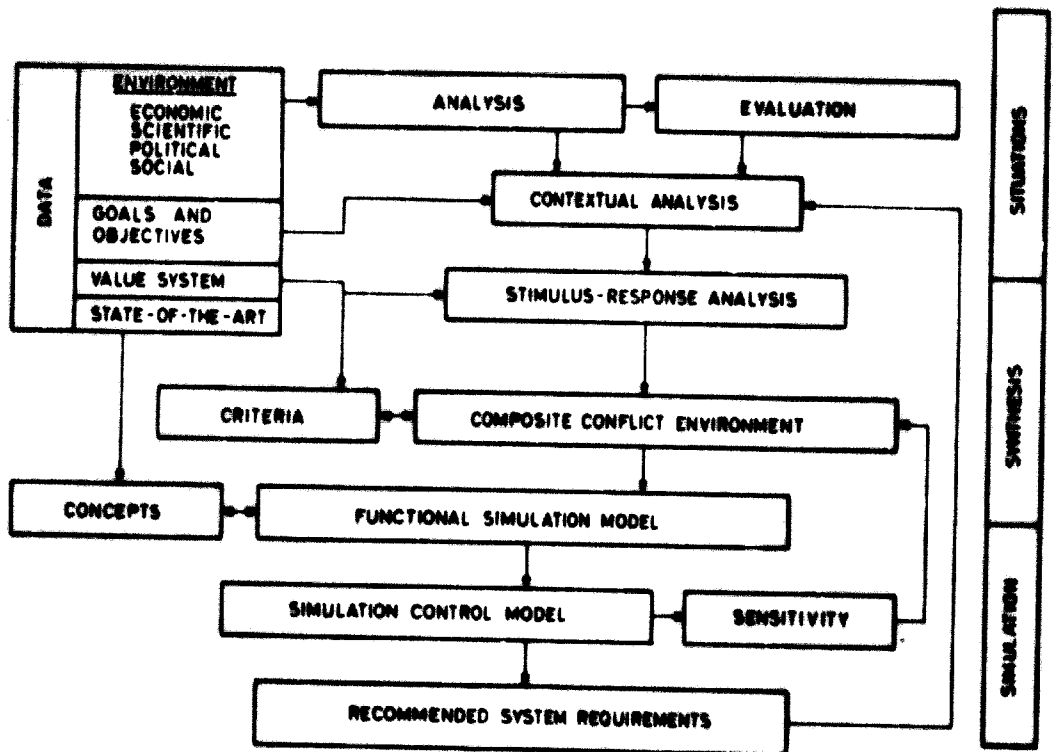 DATA
ENVIRONMENT
ECONOMIC
SCIENTIFIC
POLITICAL
SOCIAL
GOALS AND
OBJECTIVES
VALUE SYSTEM
STATE-OF-THE-ART
ANALYSIS
EVALUATION
CONTEXTUAL ANALYSIS
STIMULUS-RESPONSE ANALYSIS
CRITERIA
COMPOSITE CONFLICT ENVIRONMENT
CONCEPTS
FUNCTIONAL SIMULATION MODEL
SIMULATION CONTROL MODEL
SENSITIVITY
RECOMMENDED SYSTEM REQUIREMENTS
SITUATIONS
SYNTHESIS
SIMULATION